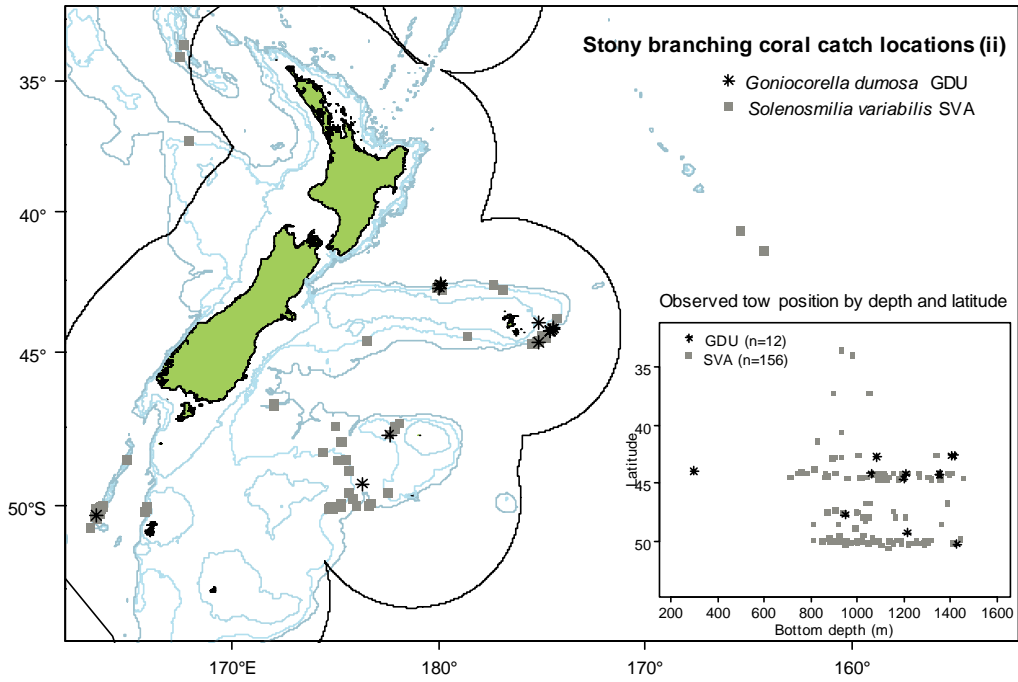 Stony branching coral catch locations (ii)
Goniocorella dumosa GDU
Solenosmilia variabilis SVA
35°
40°
45°
50°S
170°E
180°
170°
160°
Observed tow position by depth and latitude
GDU (n=12)
SVA (n=156)
Latitude
35
40
45
50
200
400
600
800
1000
1200
1400
1600
Bottom depth (m)